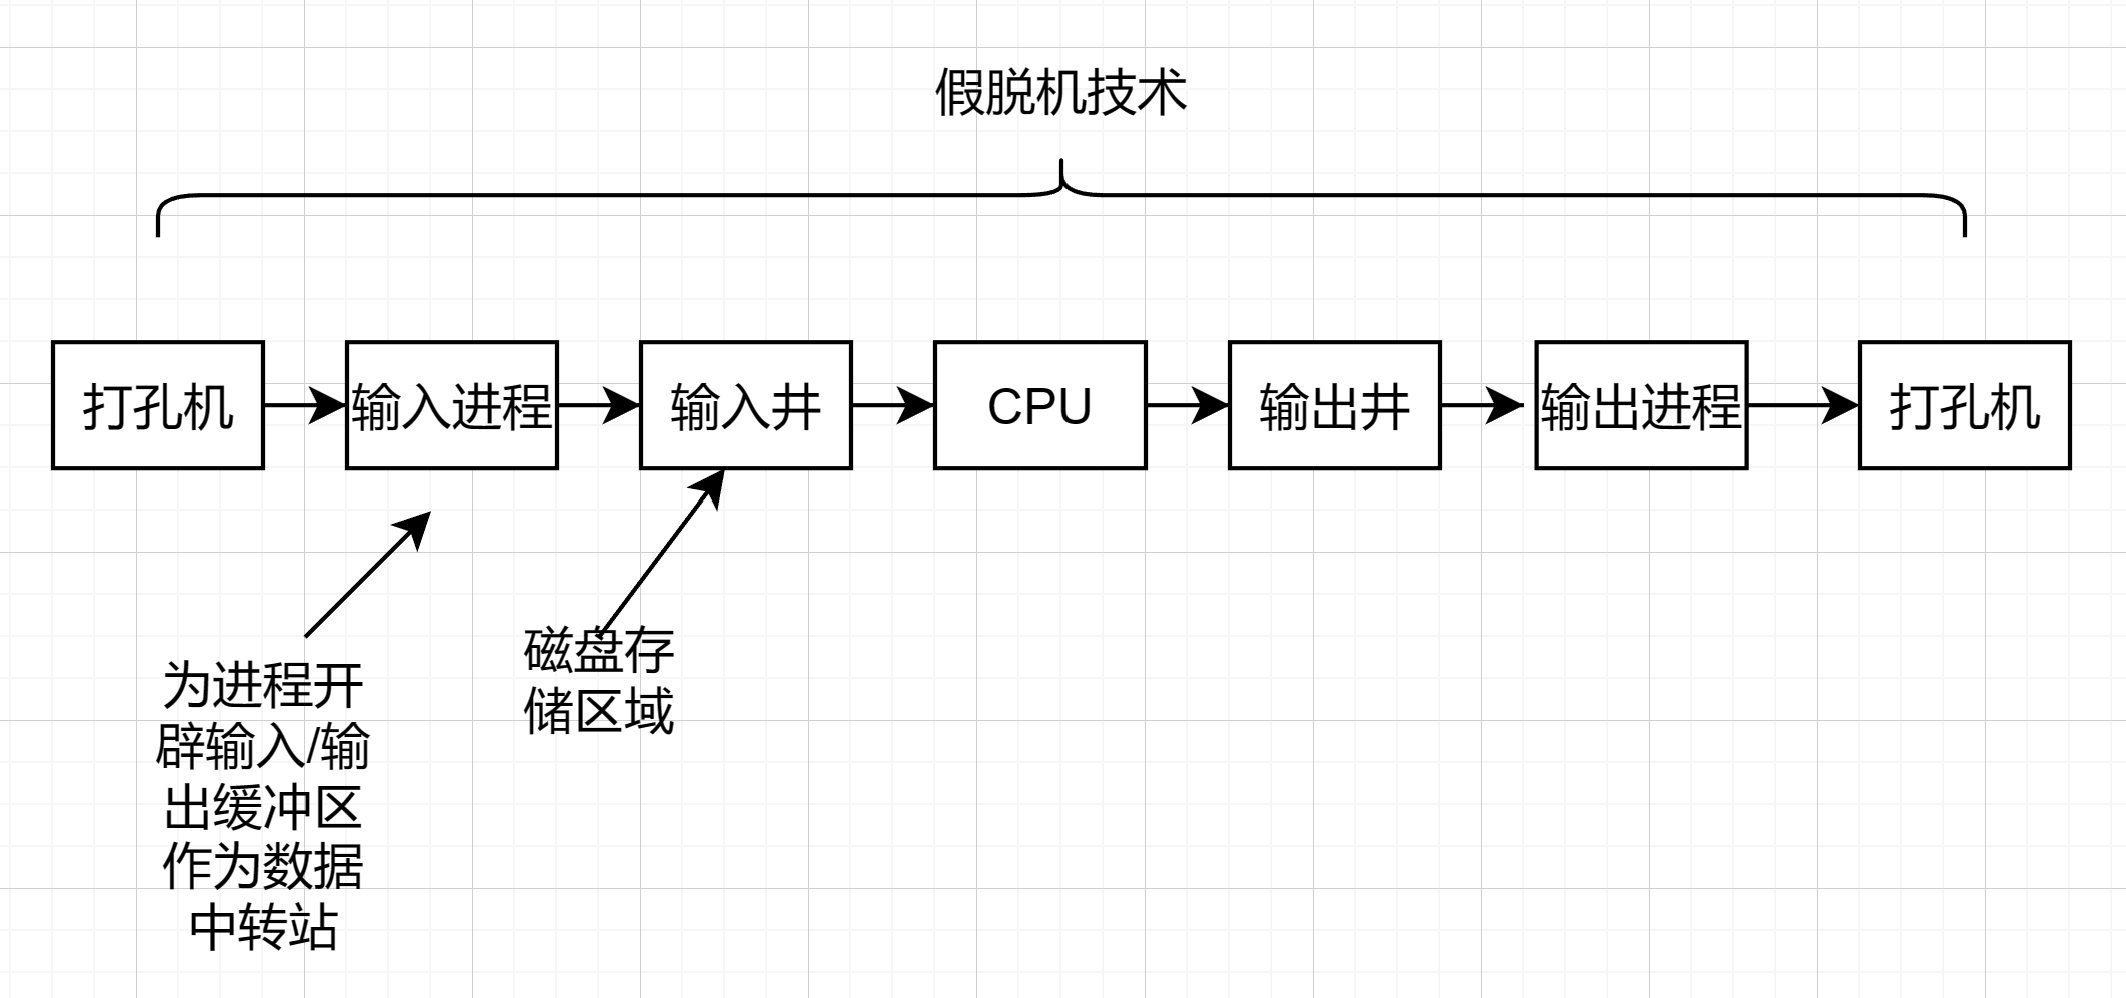 假脱机技术
打孔机
输入进程
输入井
CPU
输出井
输出进程
打孔机
为进程开
辟输入/输
出缓冲区
作为数据
中转站
磁盘存
储区域